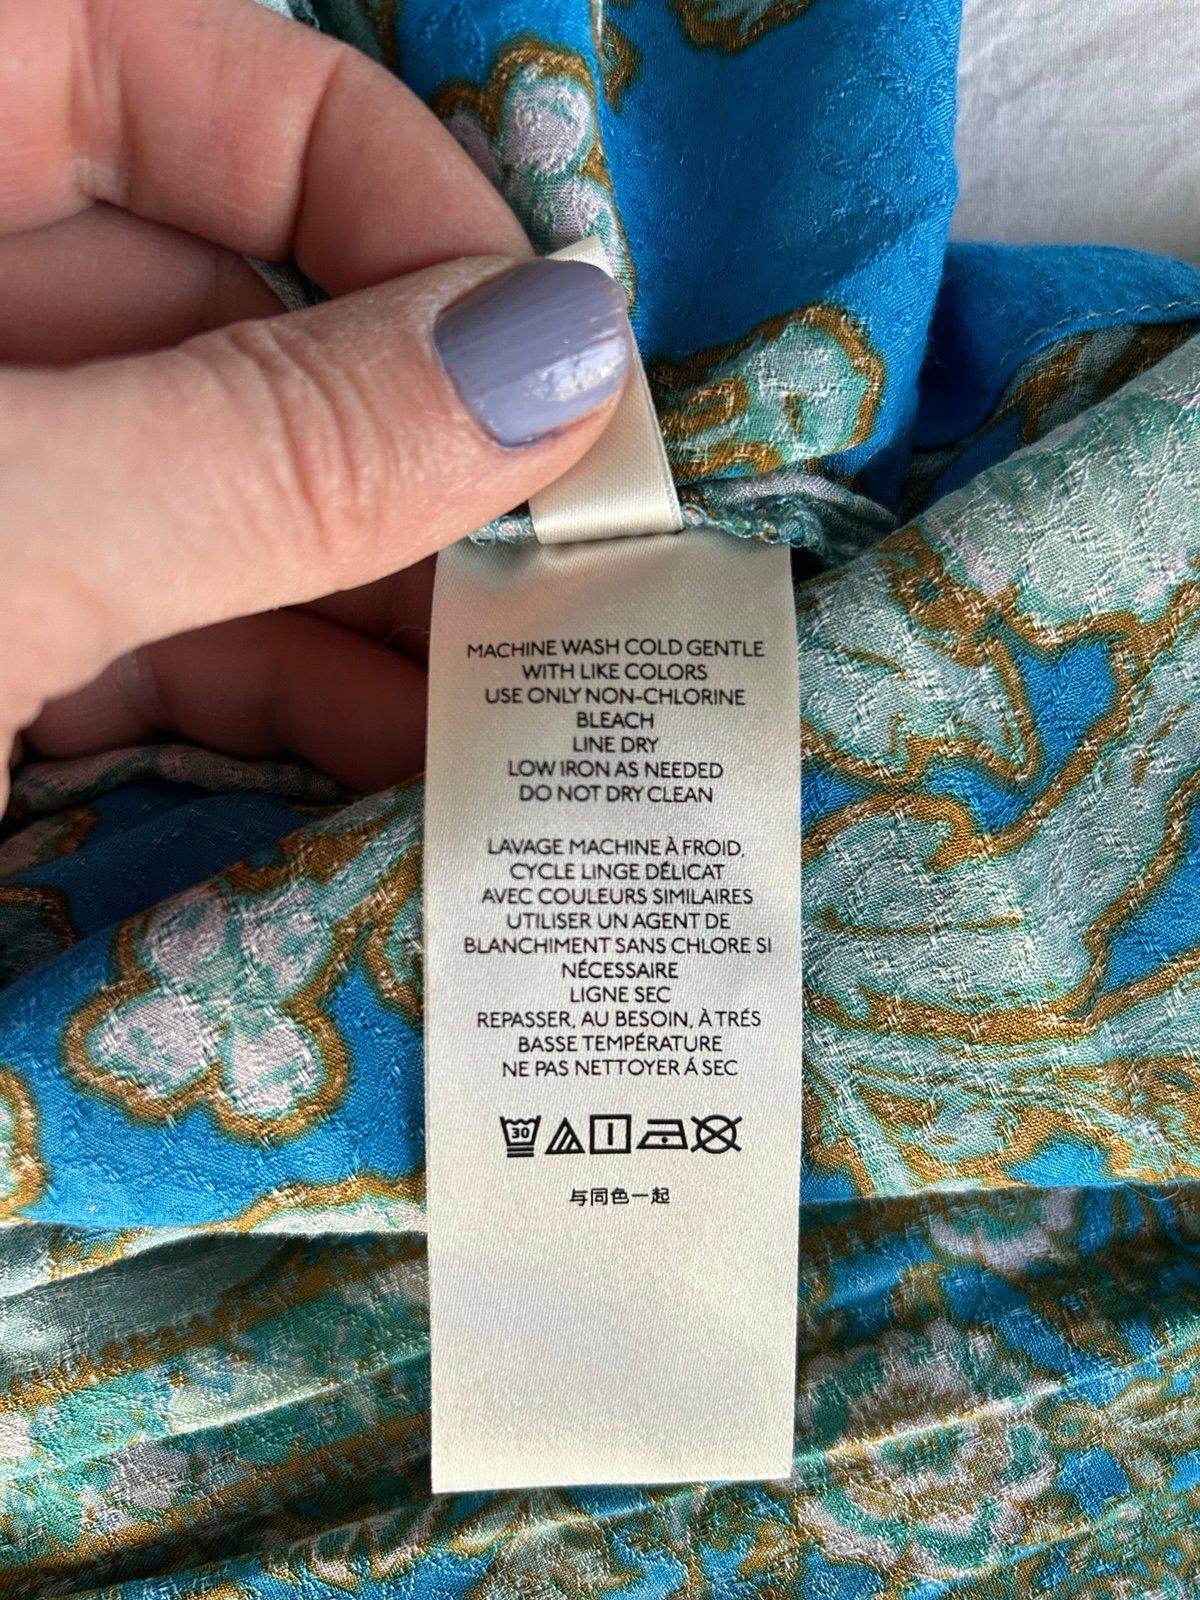 MACHINE WASH COLD GENTLE
WITH LIKE COLORS
USE ONLY NON-CHLORINE
BLEACH
LINE DRY
LOW IRON AS NEEDED
DO NOT DRY CLEAN
LAVAGE MACHINE À FROID,
CYCLE LINGE DÉLICAT
AVEC COULEURS SIMILAIRES
UTILISER UN AGENT DE
BLANCHIMENT SANS CHLORE SI
NÉCESSAIRE
LIGNE SEC
REPASSER, AU BESOIN, À TRÉS
BASSE TEMPÉRATURE
NE PAS NETTOYER Á SEC
30
与同色一起